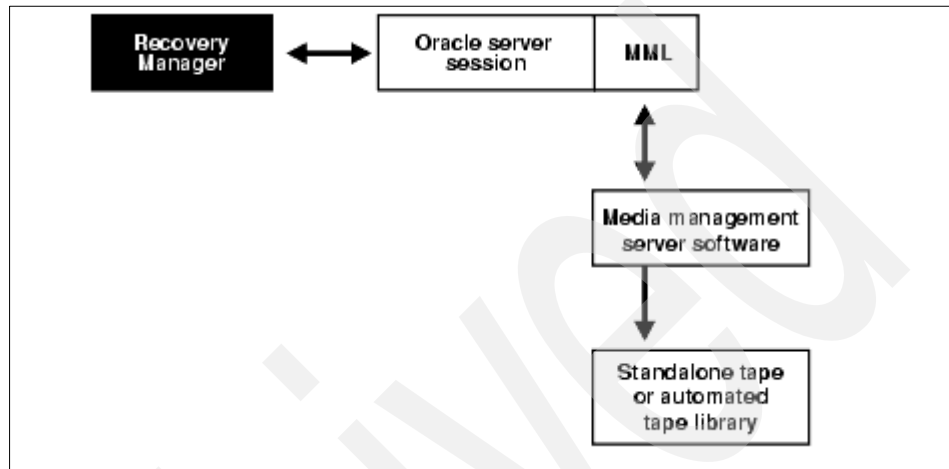 Recovery
Manager
Oracle server
session
MML
Media management
server software
Standalone tape
or automated
tape library